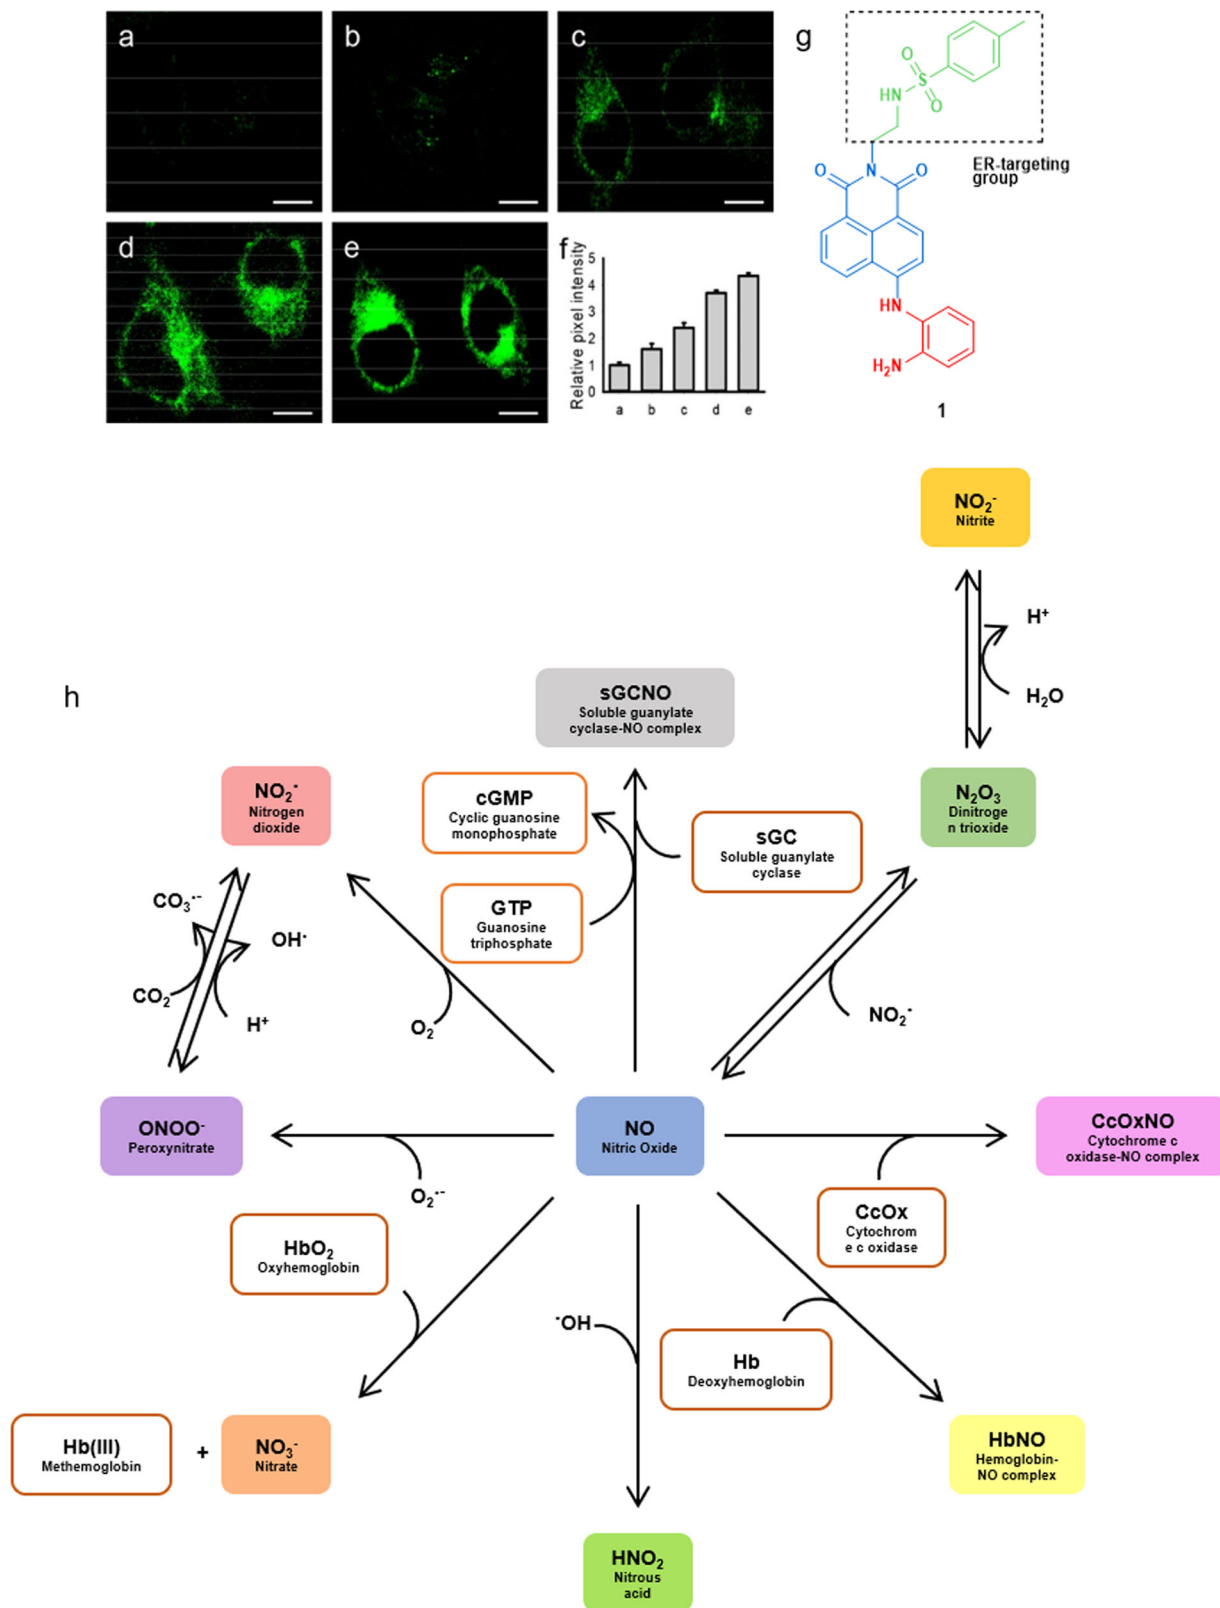 a
b
c
g
O
S
O
HN
ER-targeting
group
O
N
O
HN
H₂N
1
d
e
f
Relative pixel intensity
5
4
3
2
1
0
a
b
c
d
e
NO₂⁻
Nitrite
H⁺
H₂O
h
sGCNO
Soluble guanylate
cyclase-NO complex
NO₂·
Nitrogen
dioxide
cGMP
Cyclic guanosine
monophosphate
sGC
Soluble guanylate
cyclase
N₂O₃
Dinitroge
n trioxide
GTP
Guanosine
triphosphate
CO₃·⁻
OH·
CO₂
H⁺
O₂
NO₂·
ONOO⁻
Peroxynitrate
NO
Nitric Oxide
CcOxNO
Cytochrome c
oxidase-NO complex
O₂·⁻
CcOx
Cytochrom
e c oxidase
HbO₂
Oxyhemoglobin
⁻OH
Hb
Deoxyhemoglobin
Hb(III)
Methemoglobin
+
NO₃⁻
Nitrate
HbNO
Hemoglobin-
NO complex
HNO₂
Nitrous
acid